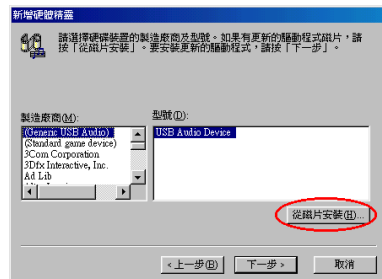 新增硬體精靈
請選擇硬碟裝置的製造廠商及型號。如果有更新的驅動程式磁片，請
按「從磁片安裝」。要安裝更新的驅動程式，請按「下一步」。
製造廠商(M):
型號(D):
(Generic USB Audio)
(Standard game device)
3Com Corporation
3Dfx Interactive, Inc.
Ad Lib
USB Audio Device
從磁片安裝(H)...
<上一步(B)
下一步>
取消